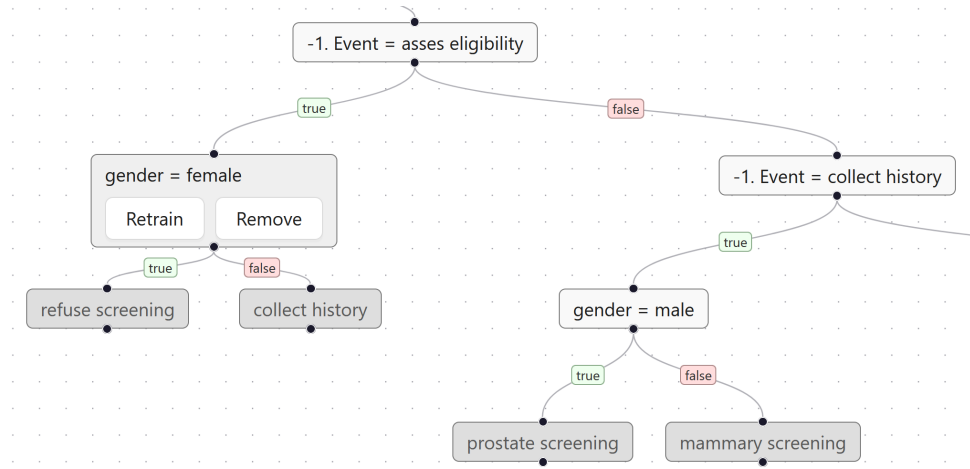 -1. Event = asses eligibility
true
false
gender = female
-1. Event = collect history
Retrain
Remove
true
true
false
refuse screening
collect history
gender = male
true
false
prostate screening
mammary screening